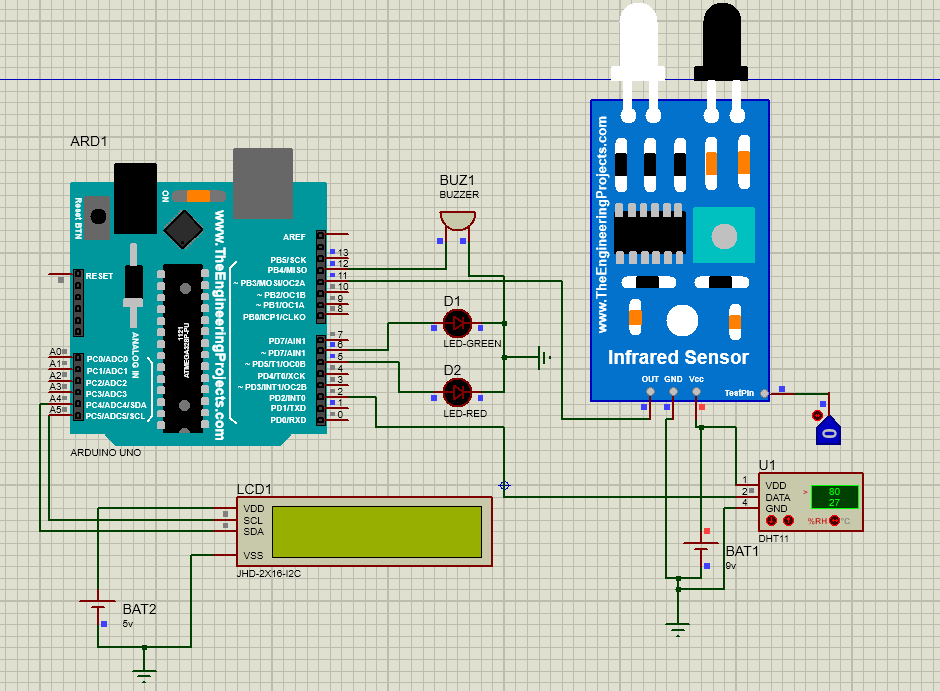 ARD1
ON
Reset BTN
www.TheEngineeringProjects.com
RESET
ANALOG IN
1121
ATMEGA328P-PU
A0
A1
A2
A3
A4
A5
PC0/ADC0
PC1/ADC1
PC2/ADC2
PC3/ADC3
PC4/ADC4/SDA
PC5/ADC5/SCL
AREF
PB5/SCK
PB4/MISO
~ PB3/MOSI/OC2A
~ PB2/OC1B
~ PB1/OC1A
PB0/ICP1/CLKO
PD7/AIN1
~ PD7/AIN1
~ PD5/T1/OC0B
PD4/T0/XCK
~ PD3/INT1/OC2B
PD2/INT0
PD1/TXD
PD0/RXD
13
12
11
10
9
8
7
6
5
4
3
2
1
0
ARDUINO UNO
BUZ1
BUZZER
D1
LED-GREEN
D2
LED-RED
www.TheEngineeringProjects.com
Infrared Sensor
OUT GND Vcc
TestPin
0
U1
1 VDD
2 DATA
4 GND
>
80
27
%RH °C
DHT11
BAT1
9v
LCD1
VDD
SCL
SDA
VSS
JHD-2X16-I2C
BAT2
5v